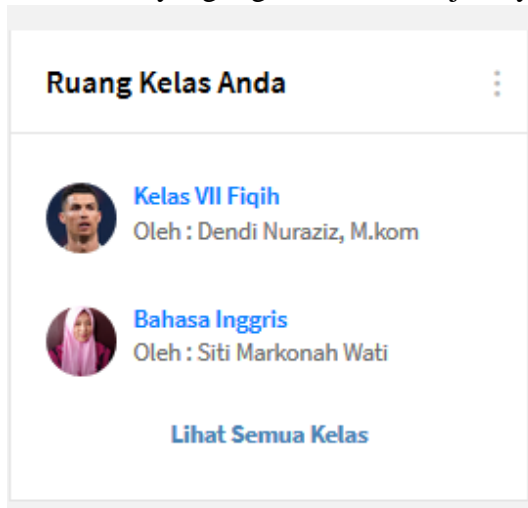 Ruang Kelas Anda
Kelas VII Fiqih
Oleh : Dendi Nuraziz, M.kom
Bahasa Inggris
Oleh : Siti Markonah Wati
Lihat Semua Kelas